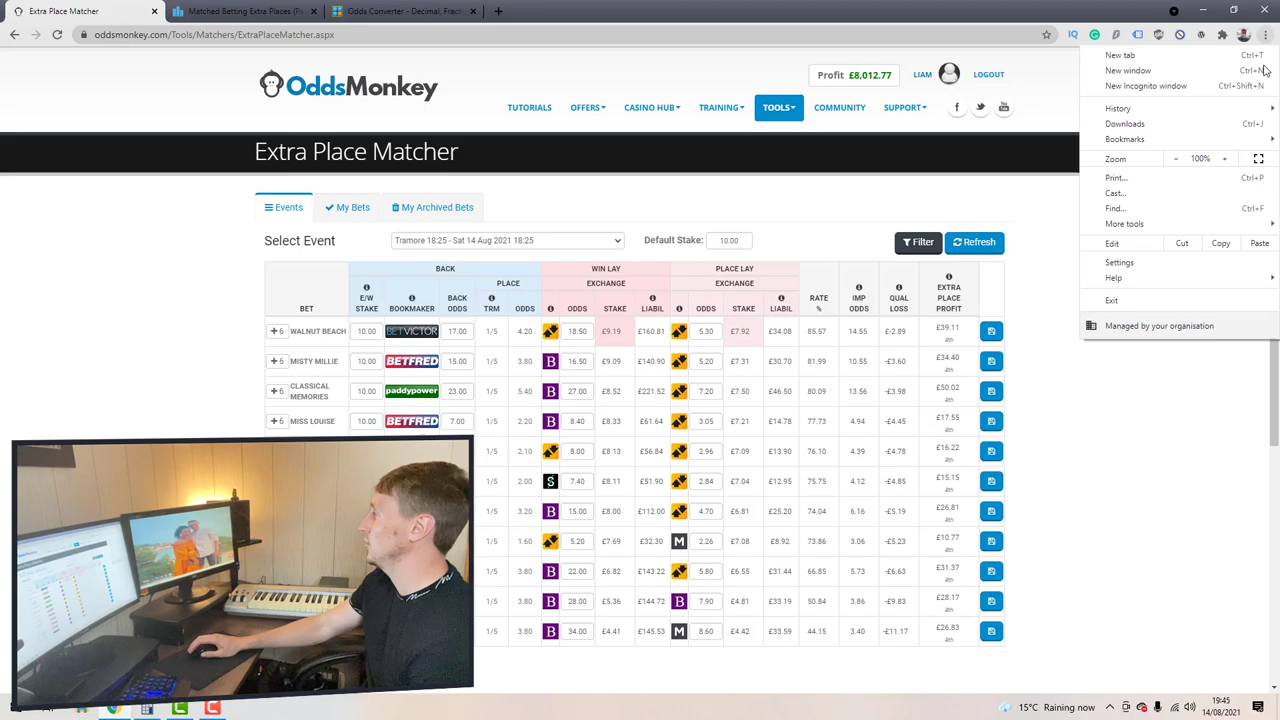 Extra Place Matcher
Matched Betting Tables | P
Odds Converter - Decimal, Frac
oddsmonkey.com/Tools/Matchers/ExtraPlaceMatcher.aspx
New tab Ctrl+T
New window Ctrl+N
New Incognito window Ctrl+Shift+N
History
Downloads Ctrl+J
Bookmarks
Zoom - 100% +
Print... Ctrl+P
Cast...
Find... Ctrl+F
More tools
Edit Cut Copy Paste
Settings
Help
Exit
Managed by your organisation
OddsMonkey
Profit £8,012.77
LIAM
LOGOUT
TUTORIALS OFFERS CASINO HUB TRAINING TOOLS COMMUNITY SUPPORT
Extra Place Matcher
Events My Bets My Archived Bets
Select Event Tramore 18:25 - Sat 14 Aug 2021 18:25 Default Stake: 10.00 Filter Refresh
BACK WIN LAY PLACE LAY
PLACE EXCHANGE EXCHANGE
BET E/W STAKE BOOKMAKER BACK ODDS TRM ODDS ODDS STAKE LIABIL ODDS STAKE LIABIL RATE % IMP ODDS QUAL LOSS EXTRA PLACE PROFIT
+ 6 WALNUT BEACH 10.00 BETVICTOR 17.00 1/5 4.20 18.50 £9.19 £160.81 5.30 £7.92 £34.08 85.57 14.55 £-2.89 £39.11 4th
+ 6 MISTY MILLIE 10.00 BETFRED 15.00 1/5 3.80 B 16.50 £9.09 £140.90 5.20 £7.31 £30.70 81.99 10.55 -£3.60 £34.40 4th
+ 6 CLASSICAL MEMORIES 10.00 paddypower 23.00 1/5 5.40 B 27.00 £8.52 £221.52 7.20 £7.50 £46.50 80.09 13.56 -£3.98 £50.02 4th
+ 6 MISS LOUISE 10.00 BETFRED 7.00 1/5 2.20 B 8.40 £8.33 £61.64 3.05 £7.21 £14.78 77.73 4.94 -£4.45 £17.55 4th
1/5 2.10 8.00 £8.13 £56.84 2.96 £7.09 £13.90 76.10 4.39 -£4.78 £16.22 4th
1/5 2.00 S 7.40 £8.11 £51.90 2.84 £7.04 £12.95 75.75 4.12 -£4.85 £15.15 4th
1/5 3.20 B 15.00 £8.00 £112.00 4.70 £6.81 £25.20 74.04 6.16 -£5.19 £26.81 4th
1/5 1.60 5.20 £7.69 £32.30 M 2.26 £7.08 £8.92 73.86 3.06 -£5.23 £10.77 4th
1/5 3.80 B 22.00 £6.82 £143.22 5.80 £6.55 £31.44 66.85 5.73 -£6.63 £31.37 4th
1/5 3.80 B 28.00 £5.36 £144.72 B 7.90 £4.81 £33.19 50.84 3.86 -£9.83 £28.17 4th
1/5 3.80 B 34.00 £4.41 £145.53 M 8.60 £4.42 £33.59 44.15 3.40 -£11.17 £26.83 4th
15°C Raining now
19:45
14/08/2021